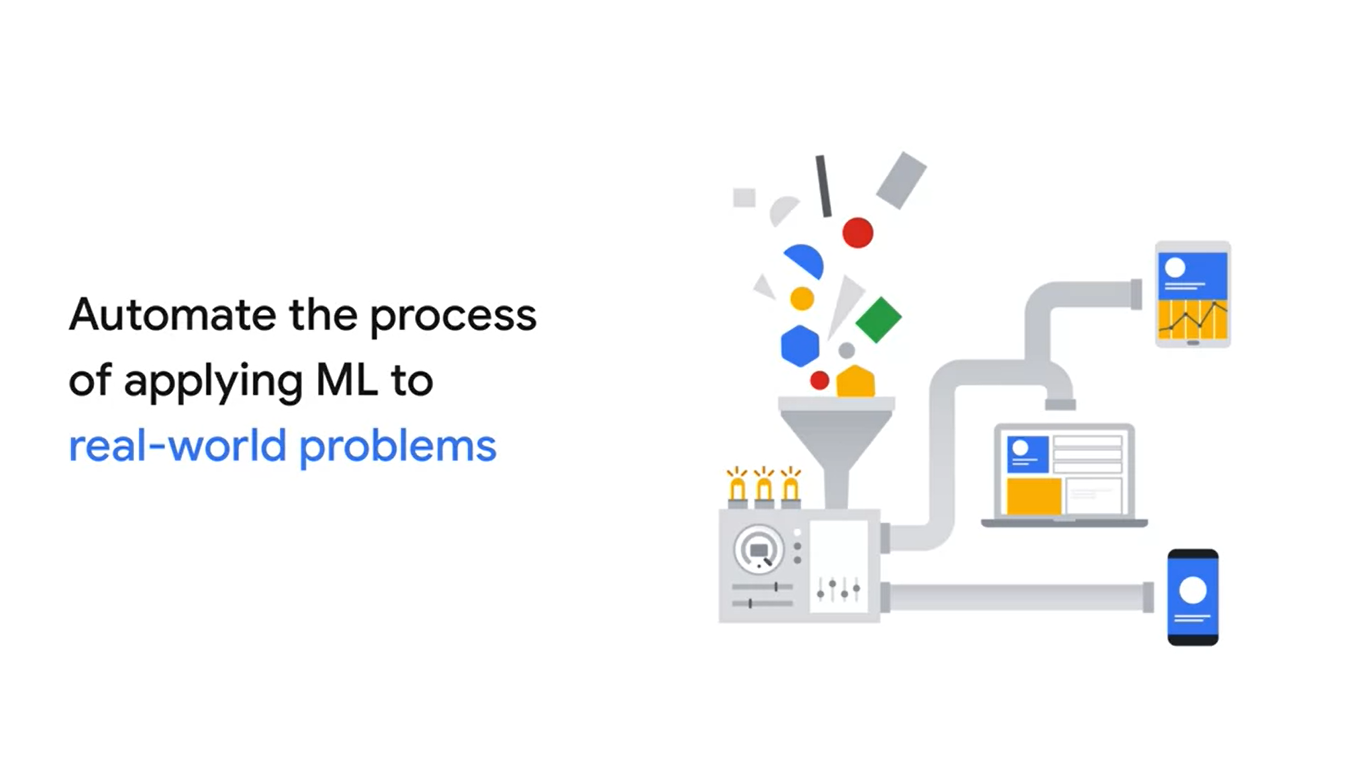 Automate the process
of applying ML to
real-world problems